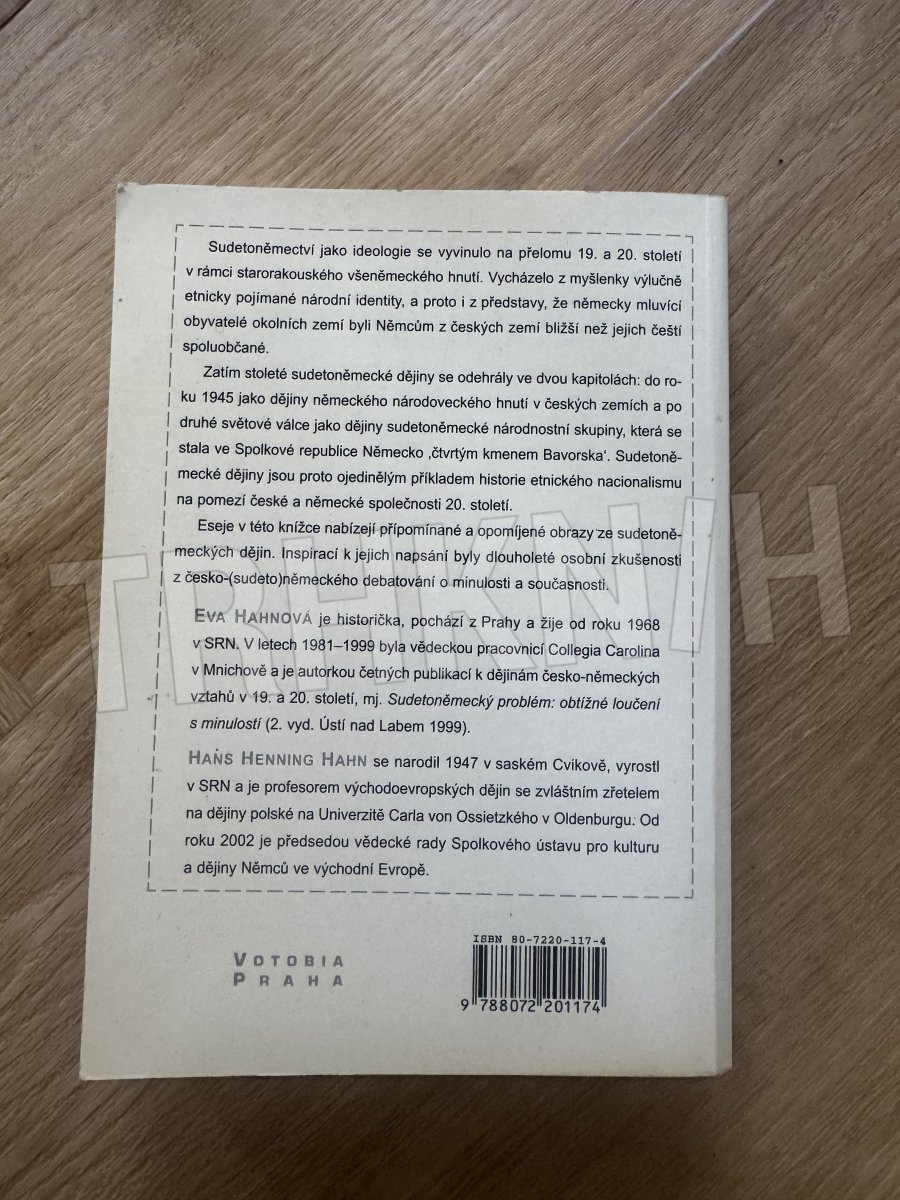 Sudetoněmectví jako ideologie se vyvinulo na přelomu 19. a 20. století
v rámci starorakouského všeněmeckého hnutí. Vycházelo z myšlenky výlučně
etnicky pojímané národní identity, a proto i z představy, že německy mluvící
obyvatelé okolních zemí byli Němcům z českých zemí bližší než jejich čeští
spoluobčané.
Zatím stoleté sudetoněmecké dějiny se odehrály ve dvou kapitolách: do ro-
ku 1945 jako dějiny německého národoveckého hnutí v českých zemích a po
druhé světové válce jako dějiny sudetoněmecké národnostní skupiny, která se
stala ve Spolkové republice Německo ‚čtvrtým kmenem Bavorska‘. Sudetoně-
mecké dějiny jsou proto ojedinělým příkladem historie etnického nacionalismu
na pomezí české a německé společnosti 20. století.
Eseje v této knížce nabízejí přípomínané a opomíjené obrazy ze sudetoně-
meckých dějin. Inspirací k jejich napsání byly dlouholeté osobní zkušenosti
z česko-(sudeto)německého debatování o minulosti a současnosti.
EVA HAHNOVÁ je historička, pochází z Prahy a žije od roku 1968
v SRN. V letech 1981–1999 byla vědeckou pracovnicí Collegia Carolina
v Mnichově a je autorkou četných publikací k dějinám česko-německých
vztahů v 19. a 20. století, mj. Sudetoněmecký problém: obtížné loučení
s minulostí (2. vyd. Ústí nad Labem 1999).
HANS HENNING HAHN se narodil 1947 v saském Cvikově, vyrostl
v SRN a je profesorem východoevropských dějin se zvláštním zřetelem
na dějiny polské na Univerzitě Carla von Ossietzkého v Oldenburgu. Od
roku 2002 je předsedou vědecké rady Spolkového ústavu pro kulturu
a dějiny Němců ve východní Evropě.
VOTOBIA
PRAHA
ISBN 80-7220-117-4
9 788072 201174
TRHKNIH